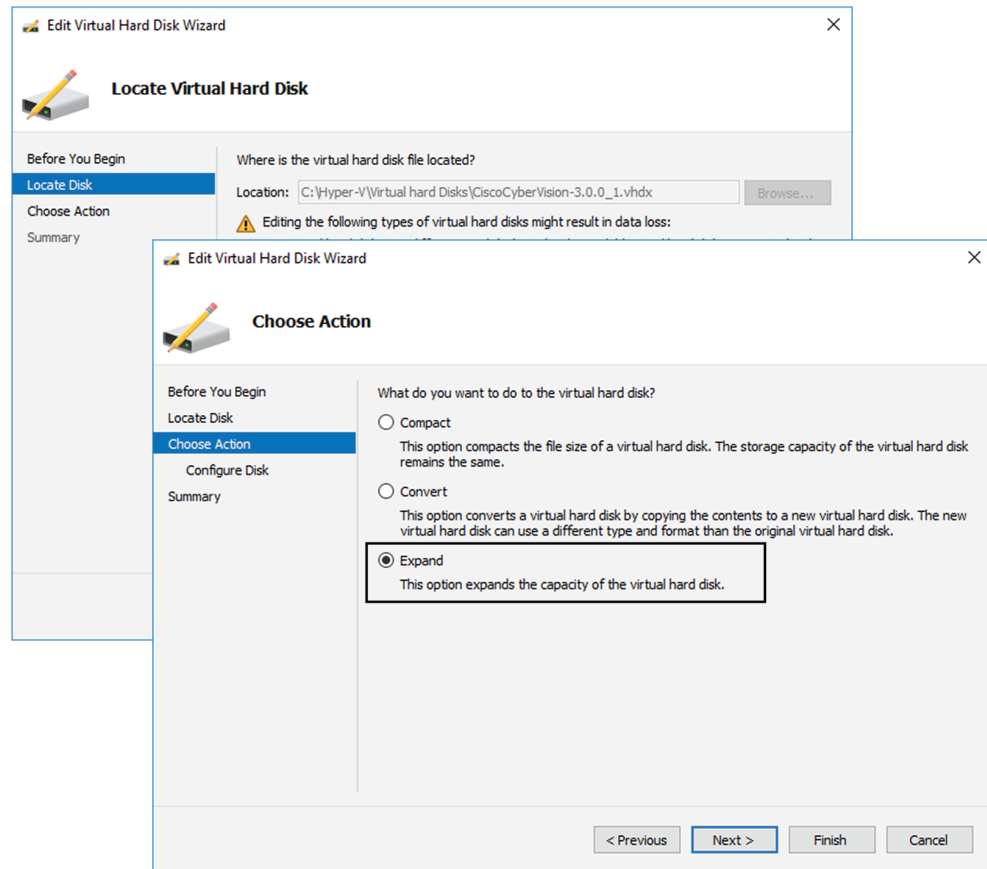 Edit Virtual Hard Disk Wizard
Locate Virtual Hard Disk
Before You Begin
Locate Disk
Choose Action
Summary
Where is the virtual hard disk file located?
Location: C:\Hyper-V\Virtual hard Disks\CiscoCyberVision-3.0.0_1.vhdx Browse...
Editing the following types of virtual hard disks might result in data loss:
Edit Virtual Hard Disk Wizard
Choose Action
Before You Begin
Locate Disk
Choose Action
Configure Disk
Summary
What do you want to do to the virtual hard disk?
Compact
This option compacts the file size of a virtual hard disk. The storage capacity of the virtual hard disk
remains the same.
Convert
This option converts a virtual hard disk by copying the contents to a new virtual hard disk. The new
virtual hard disk can use a different type and format than the original virtual hard disk.
Expand
This option expands the capacity of the virtual hard disk.
< Previous Next > Finish Cancel